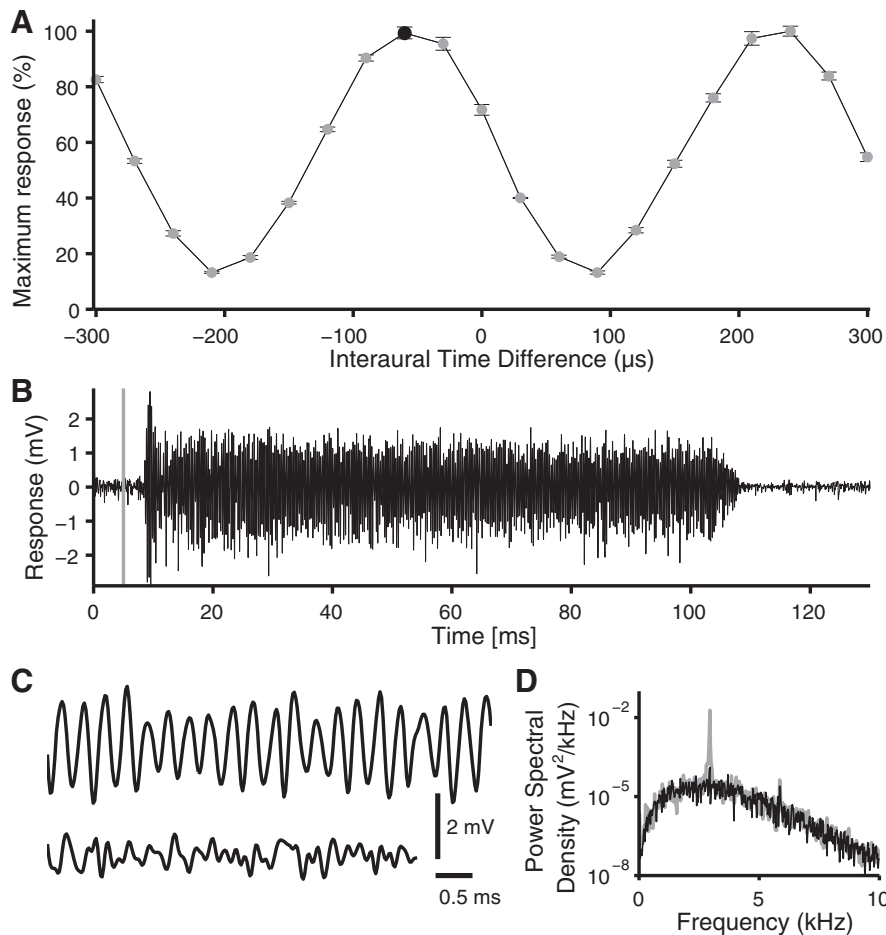 A
Maximum response (%)
100
80
60
40
20
0
−300
−200
−100
0
100
200
300
Interaural Time Difference (µs)
B
Response (mV)
2
1
0
−1
−2
0
20
40
60
80
100
120
Time [ms]
C
2 mV
0.5 ms
D
Power Spectral
Density (mV²/kHz)
10⁻²
10⁻⁵
10⁻⁸
0
5
10
Frequency (kHz)